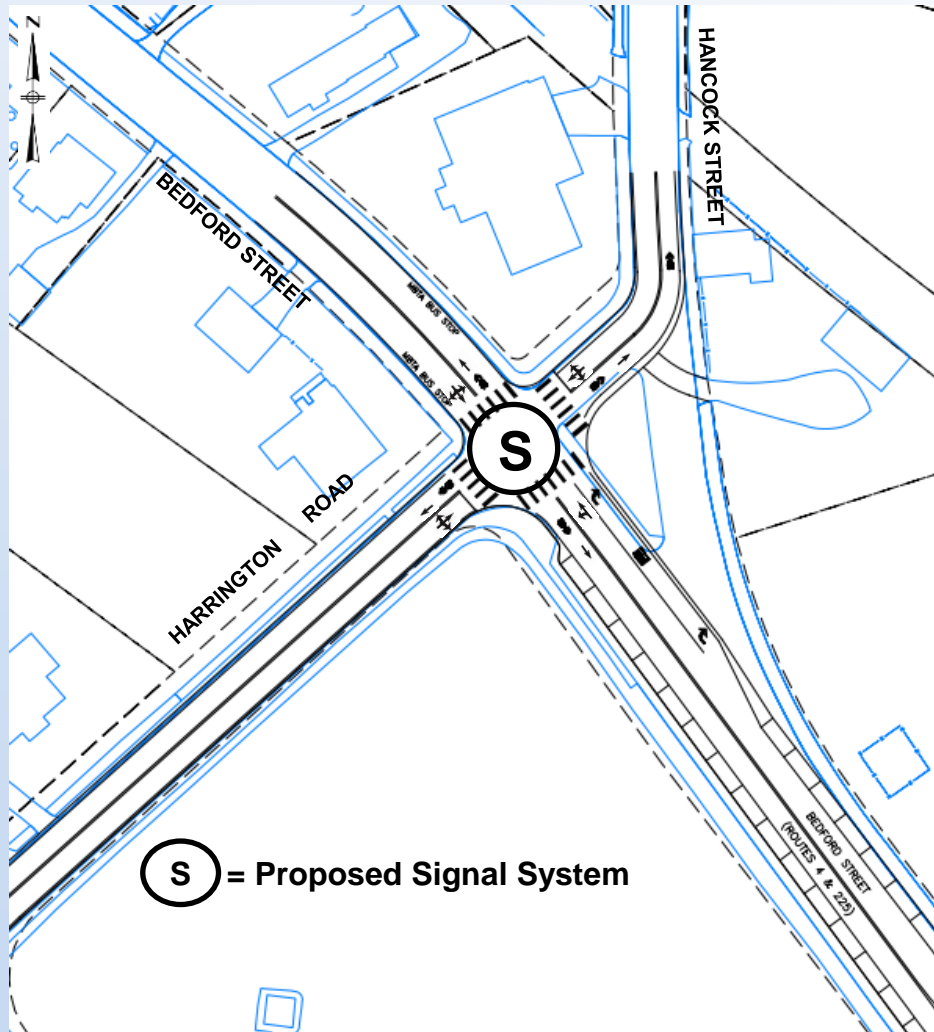 N
HANCOCK STREET
BEDFORD STREET
MBTA BUS STOP
MBTA BUS STOP
S
HARRINGTON ROAD
BEDFORD STREET
(ROUTES 4 & 225)
S = Proposed Signal System